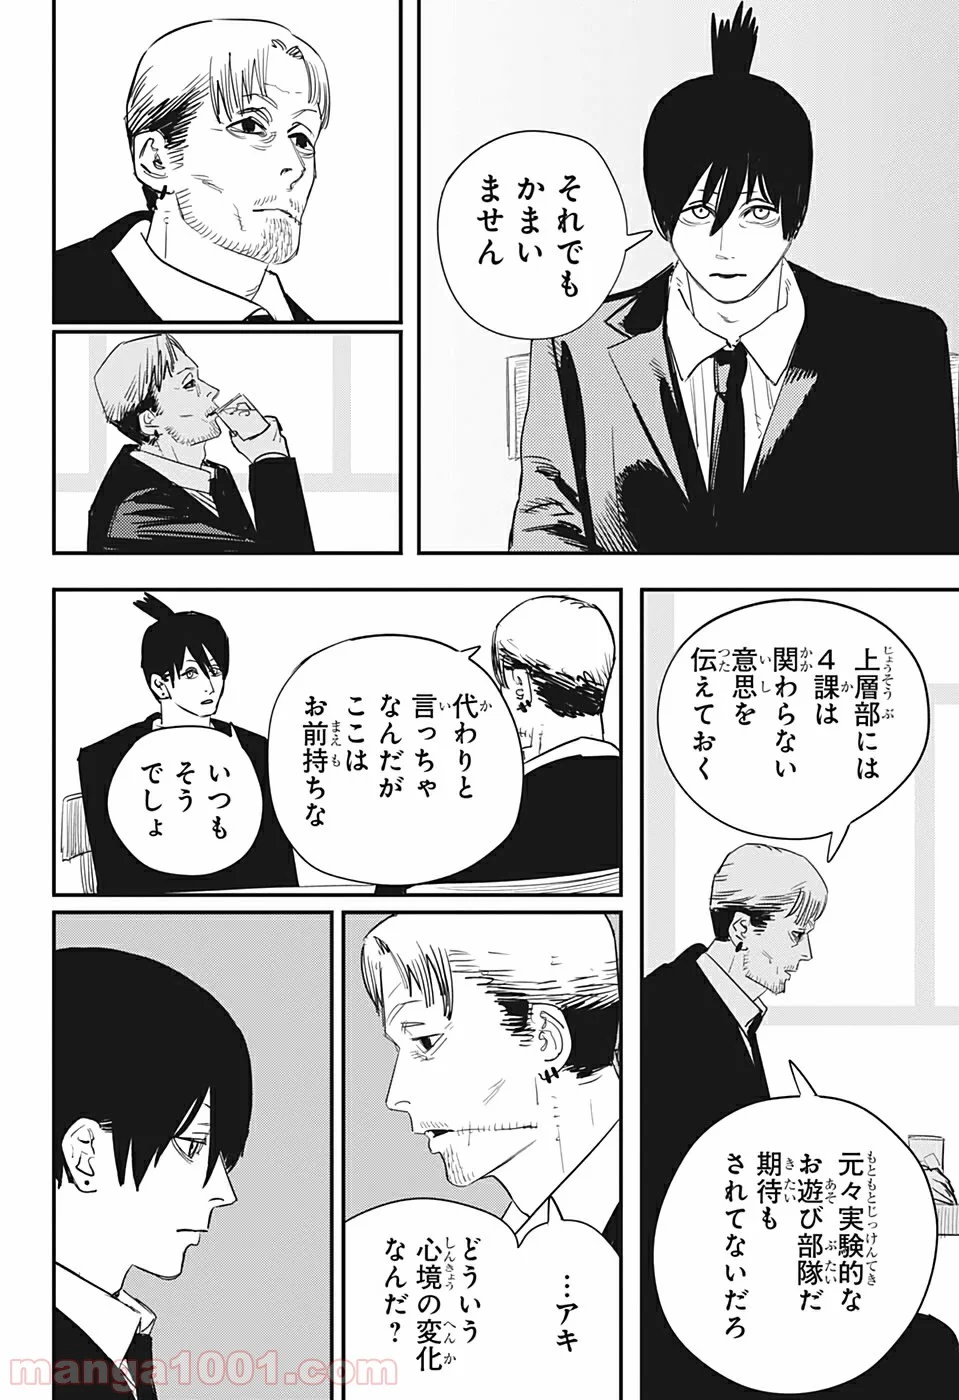 それでも
かまい
ません
上層部には
４課は
関わらない
意思を
伝えておく
元々実験的な
お遊び部隊だ
期待も
されてないだろ
代わりと
言っちゃ
なんだが
ここは
お前持ちな
いつも
そう
でしょ
…アキ
どういう
心境の変化
なんだ？
manga1001.com